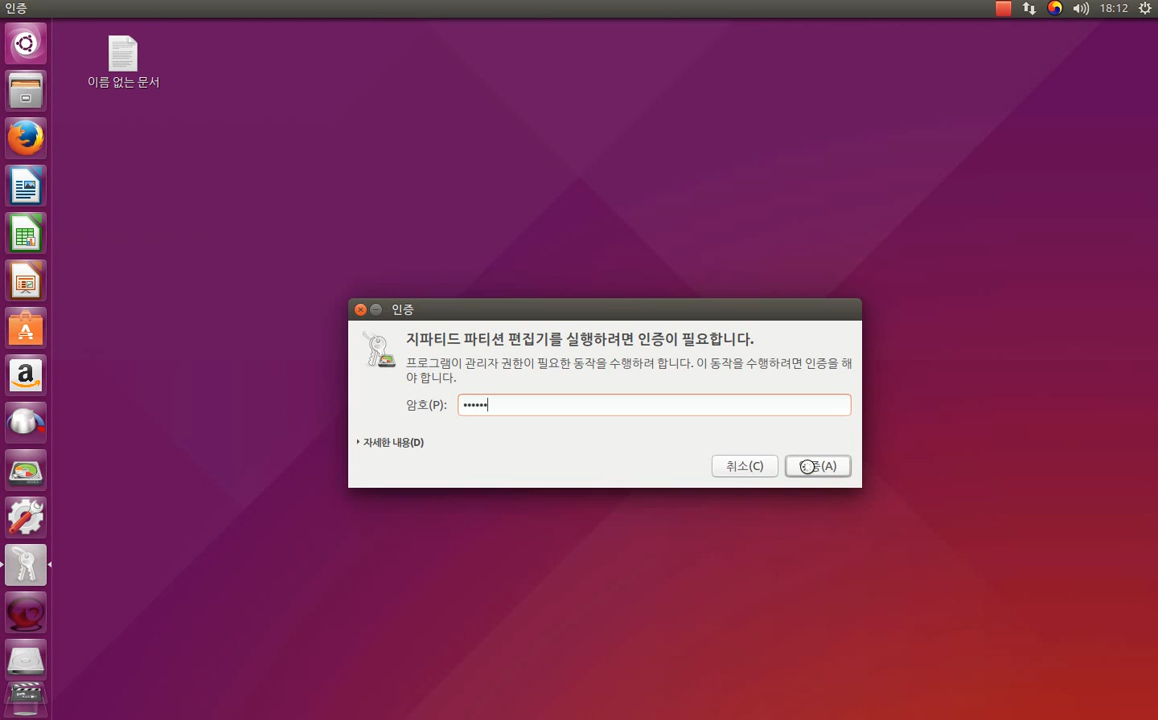 인증
18:12
이름 없는 문서
인증
지파티드 파티션 편집기를 실행하려면 인증이 필요합니다.
프로그램이 관리자 권한이 필요한 동작을 수행하려 합니다. 이 동작을 수행하려면 인증을 해
야 합니다.
암호(P):
자세한 내용(D)
취소(C)
(A)